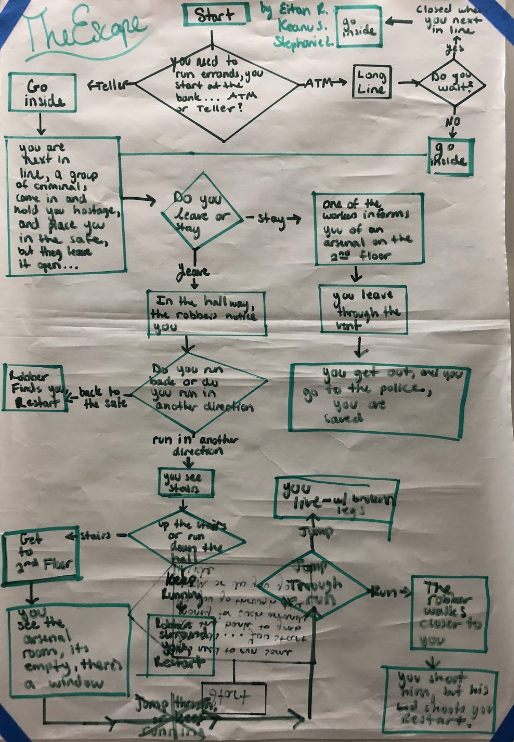 The Escape
Start
by Eitan R.
Keanu S.
Stephanie L.
go
inside
closed when
you next
in line
yes
You need to
run errands, you
start at the
bank... ATM
or Teller?
Teller
ATM
Long
Line
Do you
wait?
NO
go
inside
Go
inside
you are
next in
line, a group
of criminals
come in and
hold you hostage,
and place you
in the safe,
but they leave
it open...
Do you
leave or
stay
stay
one of the
workers informs
you of an
arsenal on the
2nd floor
leave
you leave
through the
vent
In the hallway,
the robbers notice
you
you get out, and you
go to the police,
you are
saved
Do you run
back or do
you run in
another direction
back to
the safe
Robber
Finds you
Restart
run in another
direction
you see
stairs
up the stairs
or run
down the
hall
stairs
Get
to
2nd Floor
you
live w/ broken
legs
Jump
Jump
Through
or run
Run
The
robber
walks
closer to
you
you shoot
him, but his
bud shoots you
Restart!
Keep
Running
Robbers
surround
you
Restart
you
see the
arsenal
room, its
empty, there's
a window
Jump through,
or keep
running